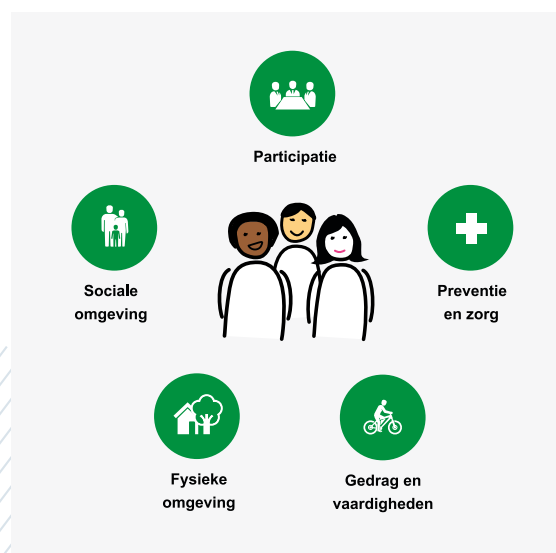 Participatie
Sociale
omgeving
Preventie
en zorg
Fysieke
omgeving
Gedrag en
vaardigheden